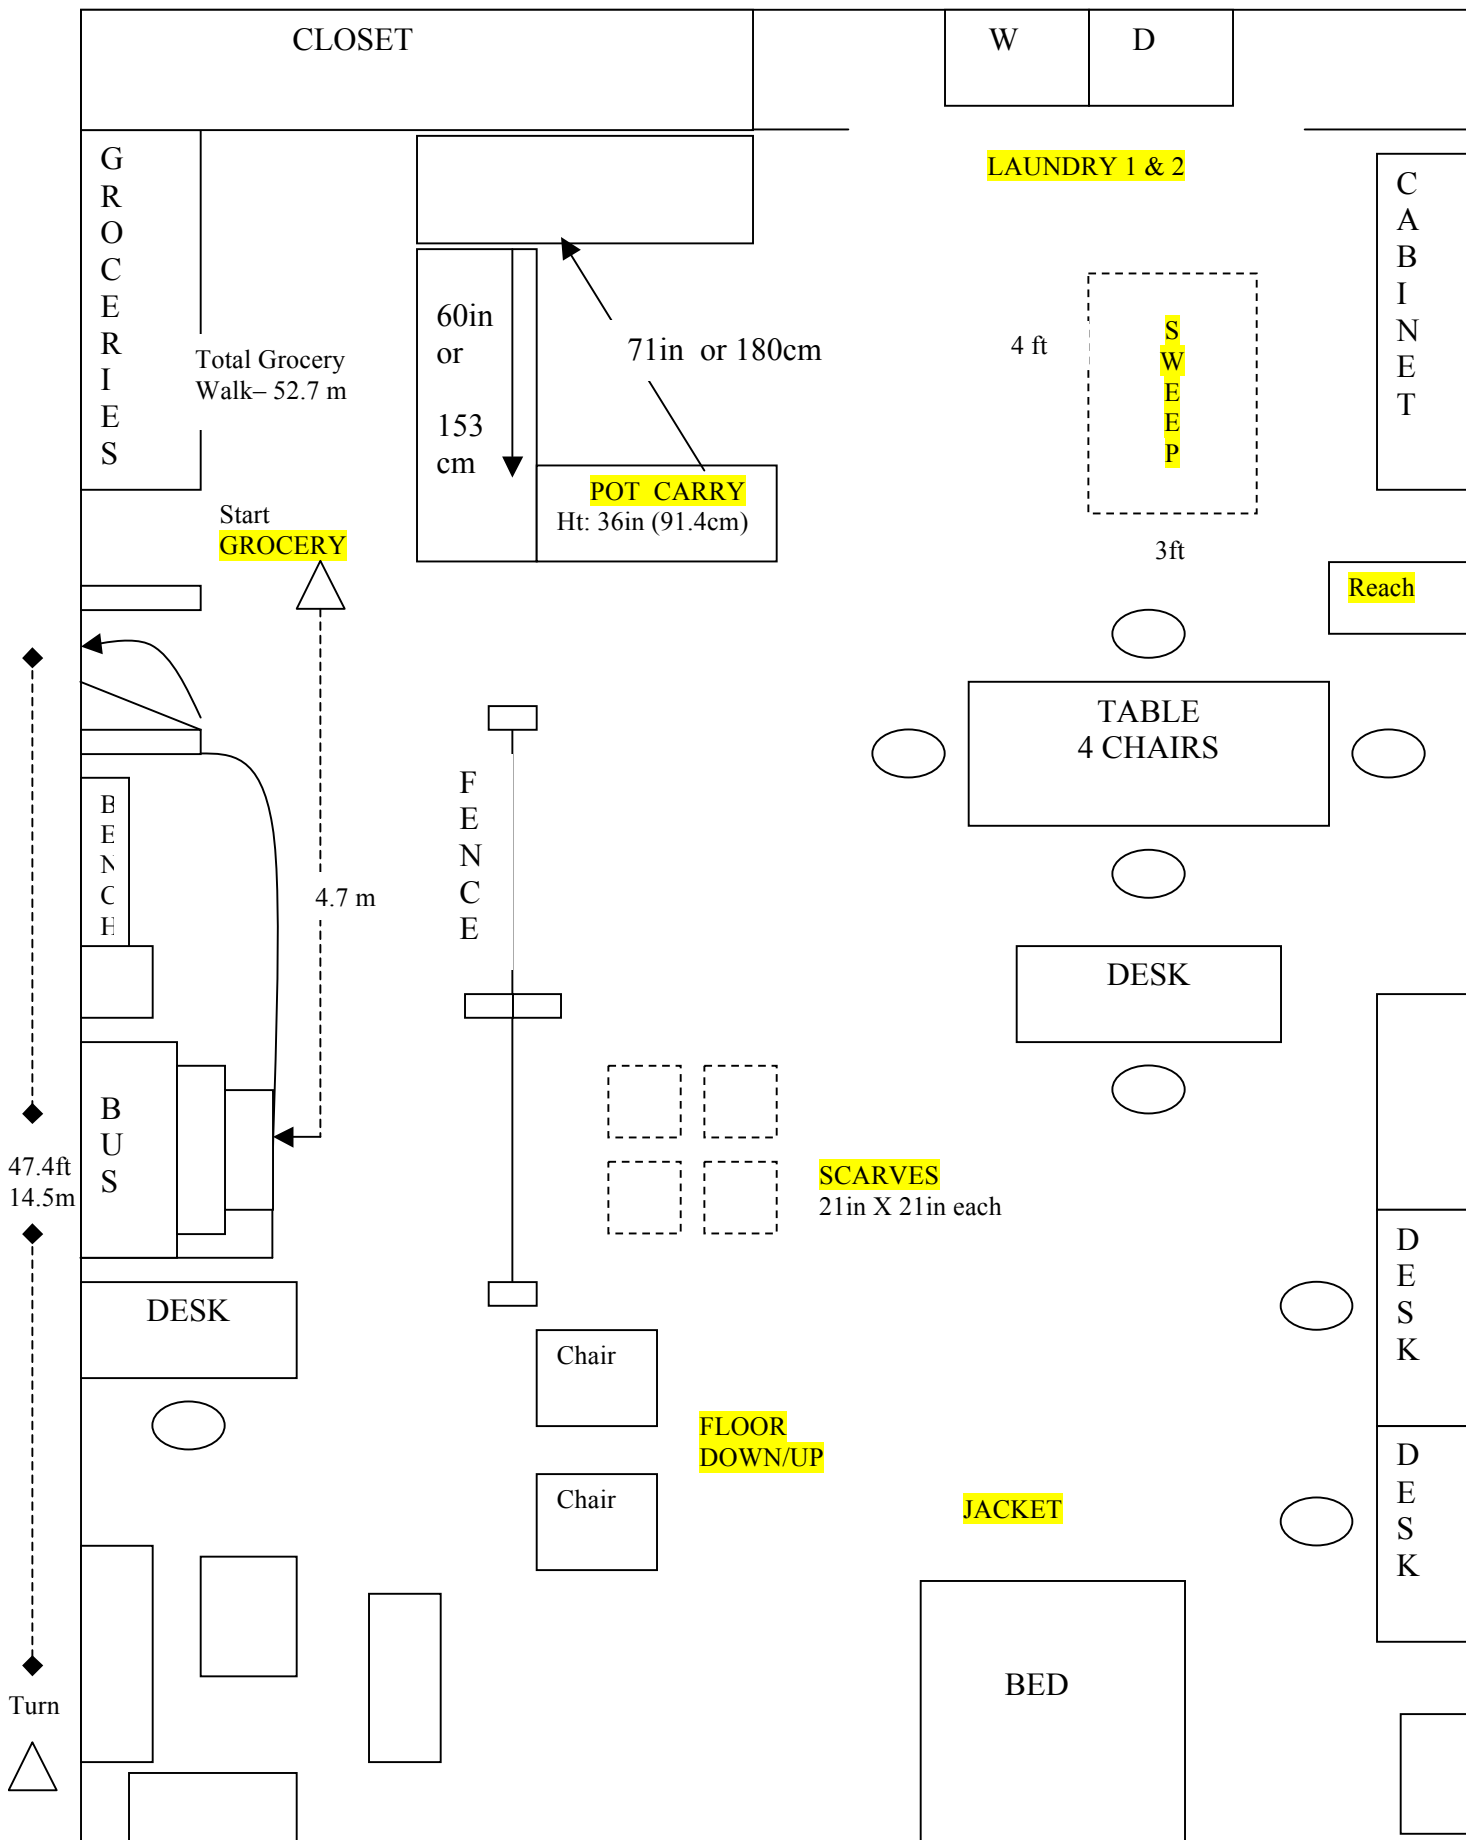 CLOSET
W
D
LAUNDRY 1 & 2
G
R
O
C
E
R
I
E
S
C
A
B
I
N
E
T
60in
or
153
cm
71in or 180cm
4 ft
S
W
E
E
P
Total Grocery
Walk– 52.7 m
POT CARRY
Ht: 36in (91.4cm)
Start
GROCERY
3ft
Reach
TABLE
4 CHAIRS
F
E
N
C
E
B
E
N
C
H
4.7 m
DESK
B
U
S
47.4ft
14.5m
SCARVES
21in X 21in each
D
E
S
K
DESK
Chair
FLOOR
DOWN/UP
Chair
JACKET
D
E
S
K
BED
Turn